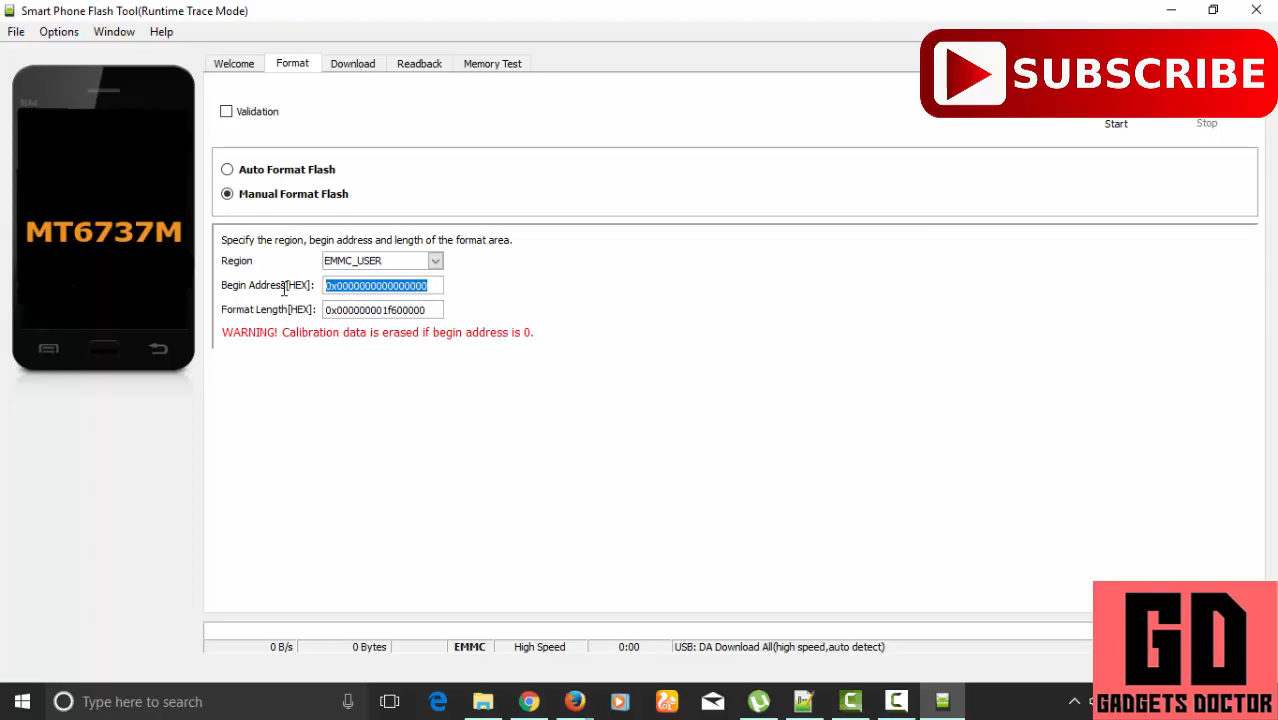 Smart Phone Flash Tool(Runtime Trace Mode)
File Options Window Help
Welcome Format Download Readback Memory Test
SUBSCRIBE
Validation
Start Stop
Auto Format Flash
Manual Format Flash
MT6737M
Specify the region, begin address and length of the format area.
Region EMMC_USER
Begin Address[HEX]: 0x0000000000000000
Format Length[HEX]: 0x000000001f600000
WARNING! Calibration data is erased if begin address is 0.
0 B/s 0 Bytes EMMC High Speed 0:00 USB: DA Download All(high speed,auto detect)
GD
GADGETS DOCTOR
Type here to search